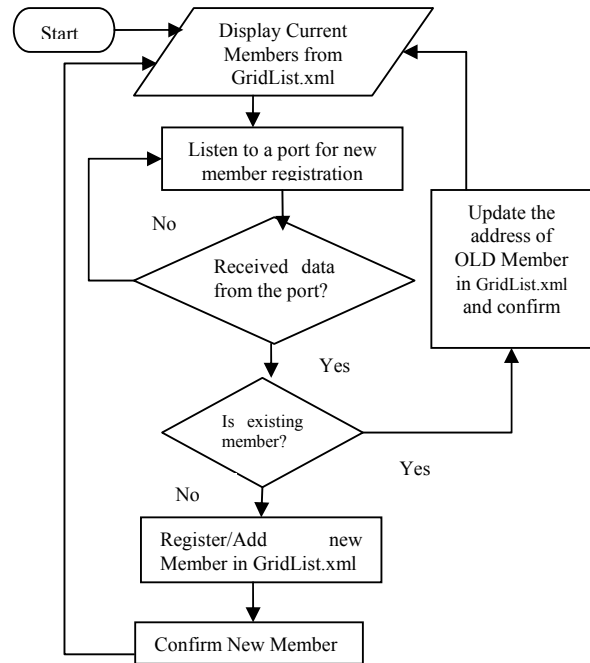 Start
Display Current
Members from
GridList.xml
Listen to a port for new
member registration
No
Received data
from the port?
Yes
Update the
address of
OLD Member
in GridList.xml
and confirm
Is existing
member?
Yes
No
Register/Add new
Member in GridList.xml
Confirm New Member